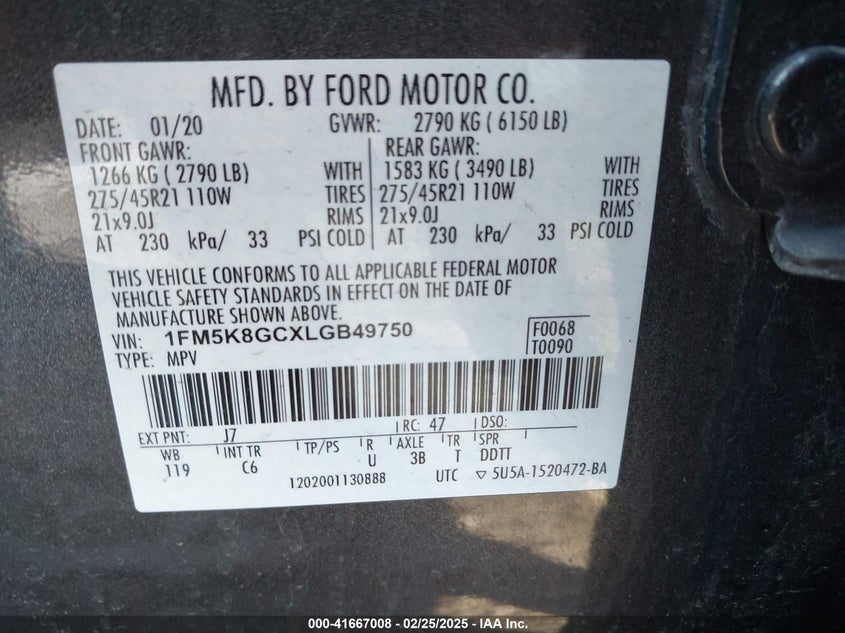 MFD. BY FORD MOTOR CO.
DATE: 01/20 GVWR: 2790 KG ( 6150 LB)
FRONT GAWR: REAR GAWR:
1266 KG ( 2790 LB) WITH 1583 KG ( 3490 LB) WITH
275/45R21 110W TIRES 275/45R21 110W TIRES
21x9.0J RIMS 21x9.0J RIMS
AT 230 kPa/ 33 PSI COLD AT 230 kPa/ 33 PSI COLD
THIS VEHICLE CONFORMS TO ALL APPLICABLE FEDERAL MOTOR
VEHICLE SAFETY STANDARDS IN EFFECT ON THE DATE OF
MANUFACTURE SHOWN ABOVE.
VIN: 1FM5K8GCXLGB49750 F0068
TYPE: MPV T0090
EXT PNT: J7 RC: 47 DSO:
WB INT TR TP/PS R AXLE TR SPR
119 C6 U 3B T DDTT
1202001130888 UTC ▽ 5U5A-1520472-BA
000-41667008 - 02/25/2025 - IAA Inc.